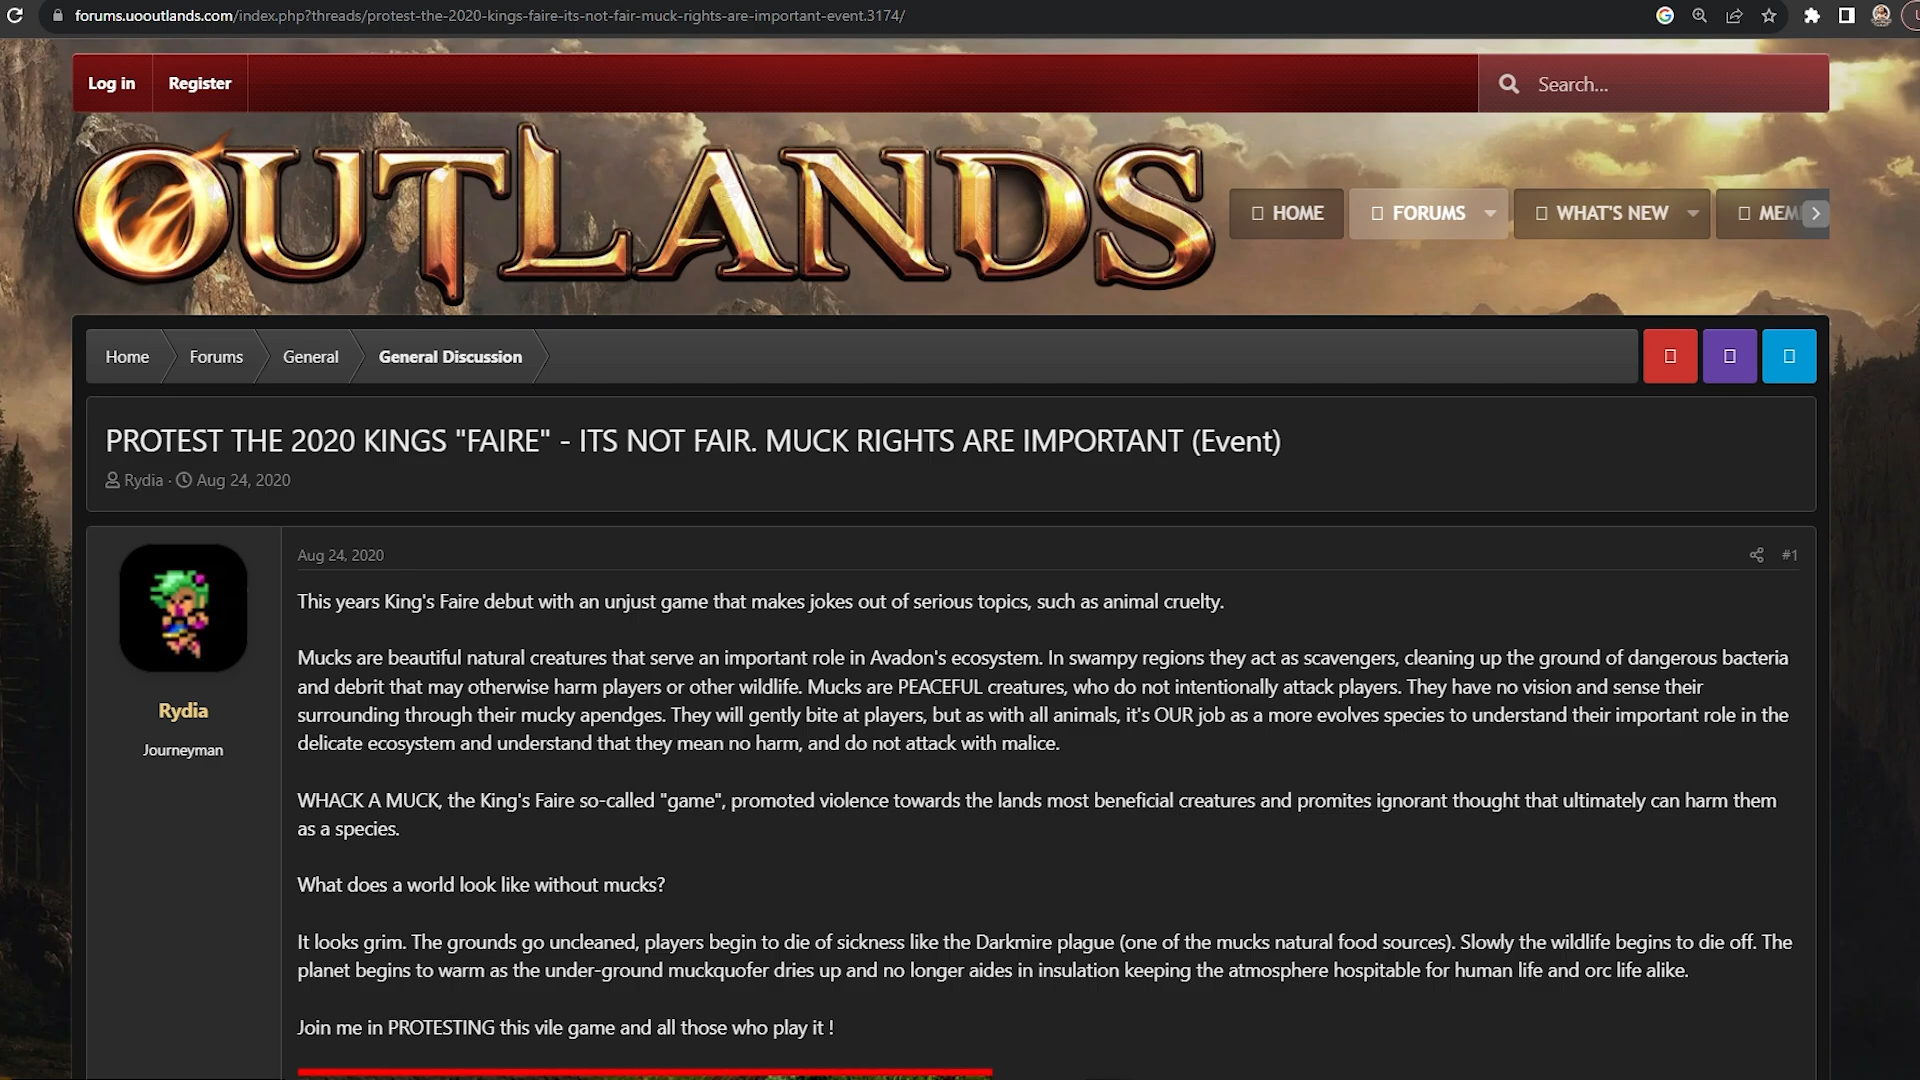 forums.uooutlands.com/index.php?threads/protest-the-2020-kings-faire-its-not-fair-muck-rights-are-important-event.3174/
Log in
Register
Search...
OUTLANDS
HOME
FORUMS
WHAT'S NEW
MEM
Home
Forums
General
General Discussion
PROTEST THE 2020 KINGS "FAIRE" - ITS NOT FAIR. MUCK RIGHTS ARE IMPORTANT (Event)
Rydia · Aug 24, 2020
Aug 24, 2020
#1
Rydia
Journeyman
This years King's Faire debut with an unjust game that makes jokes out of serious topics, such as animal cruelty.
Mucks are beautiful natural creatures that serve an important role in Avadon's ecosystem. In swampy regions they act as scavengers, cleaning up the ground of dangerous bacteria
and debrit that may otherwise harm players or other wildlife. Mucks are PEACEFUL creatures, who do not intentionally attack players. They have no vision and sense their
surrounding through their mucky apendges. They will gently bite at players, but as with all animals, it's OUR job as a more evolves species to understand their important role in the
delicate ecosystem and understand that they mean no harm, and do not attack with malice.
WHACK A MUCK, the King's Faire so-called "game", promoted violence towards the lands most beneficial creatures and promites ignorant thought that ultimately can harm them
as a species.
What does a world look like without mucks?
It looks grim. The grounds go uncleaned, players begin to die of sickness like the Darkmire plague (one of the mucks natural food sources). Slowly the wildlife begins to die off. The
planet begins to warm as the under-ground muckquofer dries up and no longer aides in insulation keeping the atmosphere hospitable for human life and orc life alike.
Join me in PROTESTING this vile game and all those who play it !